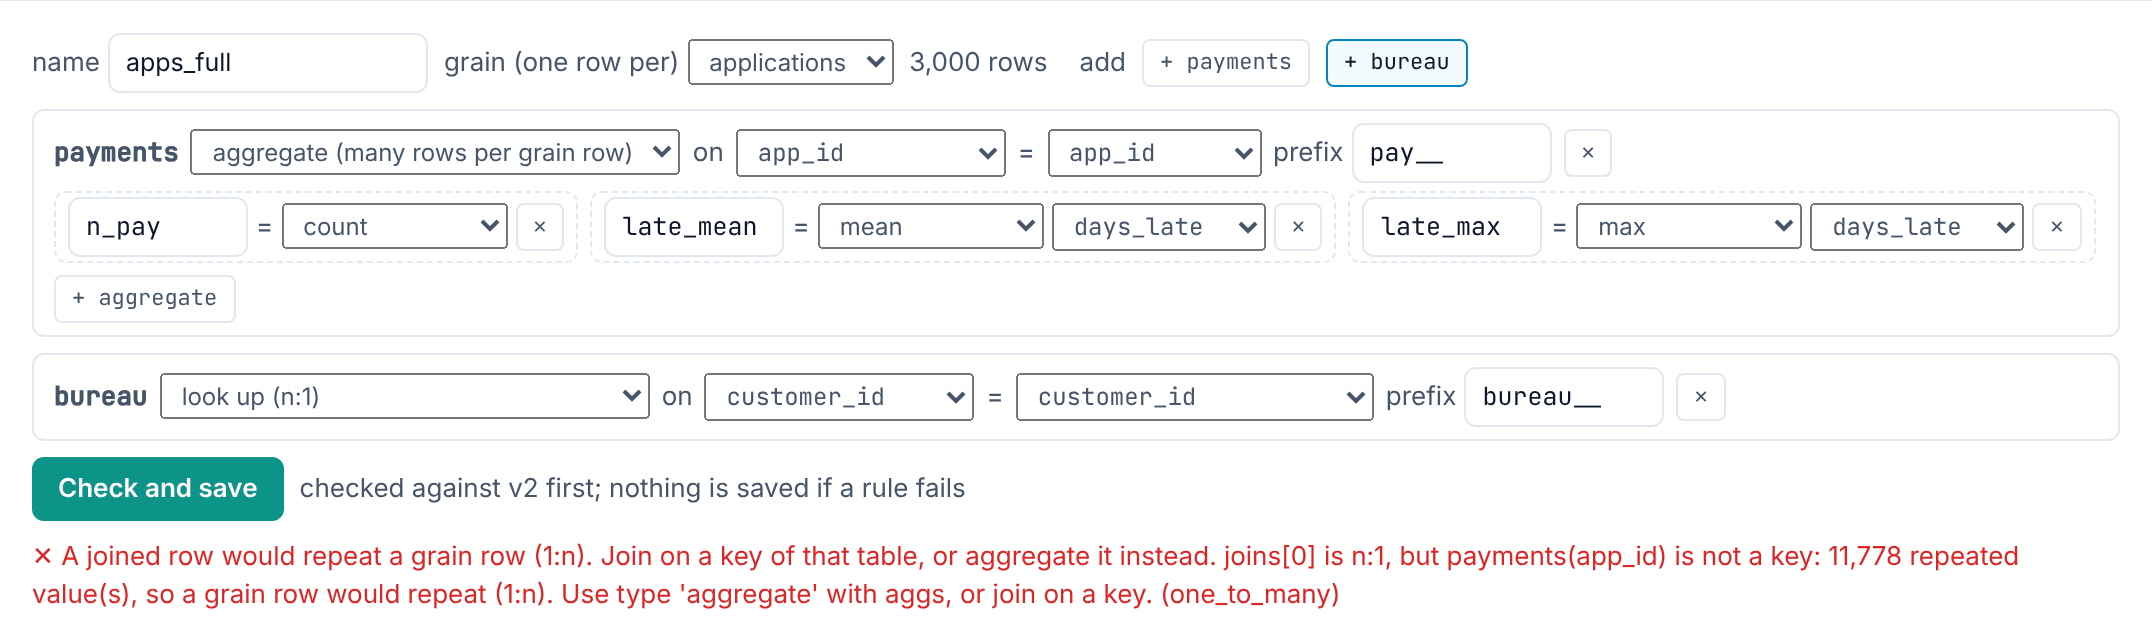 name apps_full grain (one row per) applications 3,000 rows add + payments + bureau
payments aggregate (many rows per grain row) on app_id = app_id prefix pay__ ×
n_pay = count × late_mean = mean days_late × late_max = max days_late ×
+ aggregate
bureau look up (n:1) on customer_id = customer_id prefix bureau__ ×
Check and save checked against v2 first; nothing is saved if a rule fails
✕ A joined row would repeat a grain row (1:n). Join on a key of that table, or aggregate it instead. joins[0] is n:1, but payments(app_id) is not a key: 11,778 repeated
value(s), so a grain row would repeat (1:n). Use type 'aggregate' with aggs, or join on a key. (one_to_many)